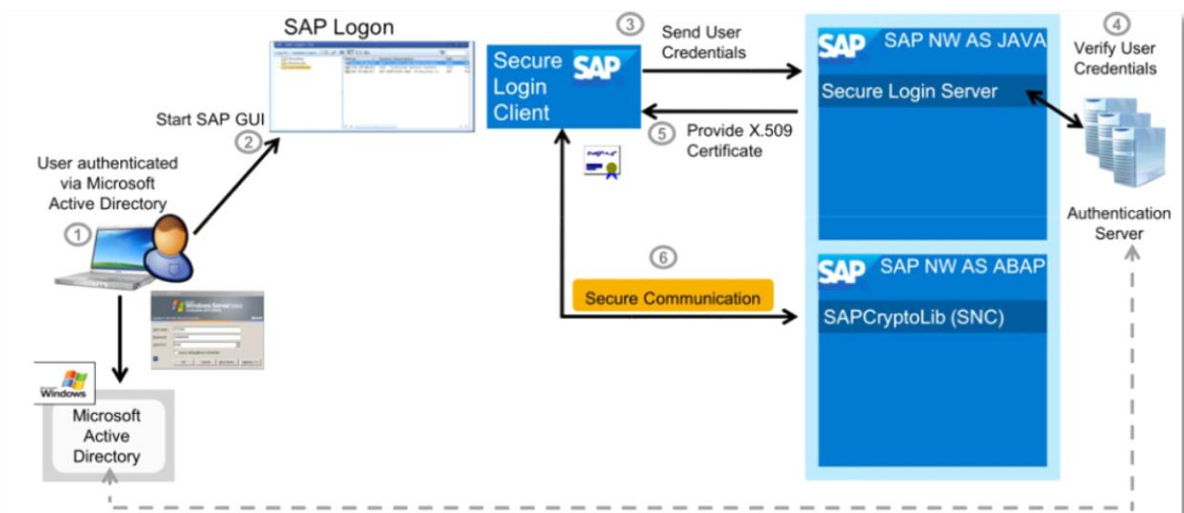 SAP Logon
Start SAP GUI
2
User authenticated
via Microsoft
Active Directory
1
Windows
Microsoft
Active
Directory
3
Send User
Credentials
Secure
Login
Client
SAP
5
Provide X.509
Certificate
6
Secure Communication
SAP
SAP NW AS JAVA
Secure Login Server
SAP
SAP NW AS ABAP
SAPCryptoLib (SNC)
4
Verify User
Credentials
Authentication
Server